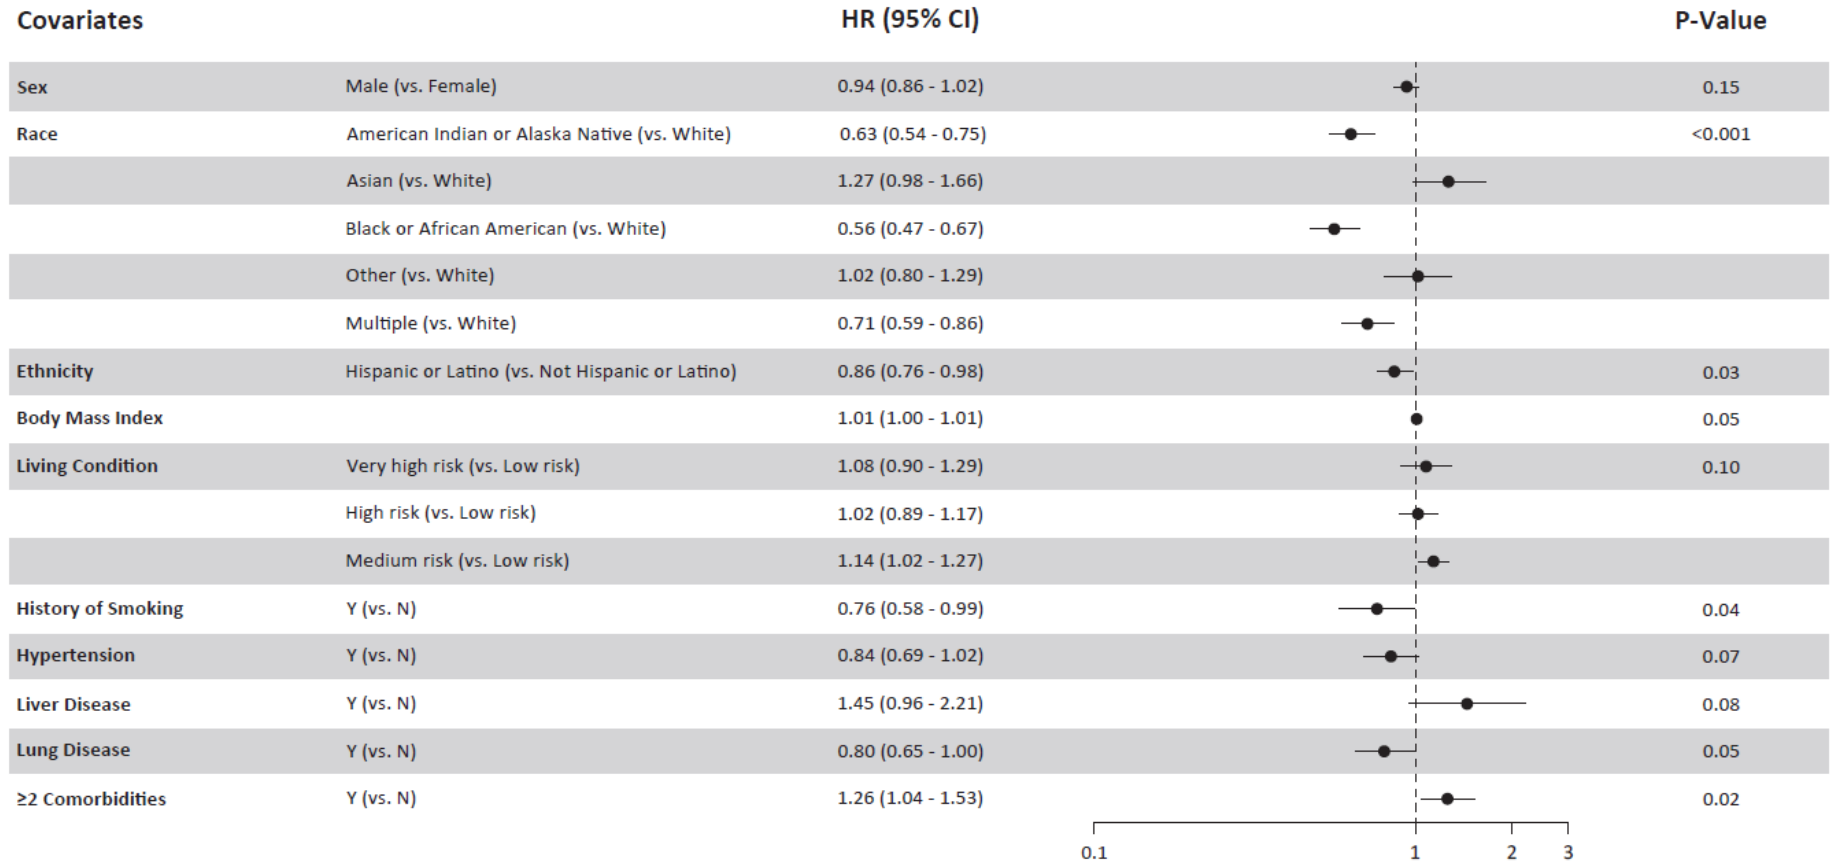 Covariates HR (95% CI) P-Value
Sex Male (vs. Female) 0.94 (0.86 - 1.02) 0.15
Race American Indian or Alaska Native (vs. White) 0.63 (0.54 - 0.75) <0.001
Asian (vs. White) 1.27 (0.98 - 1.66)
Black or African American (vs. White) 0.56 (0.47 - 0.67)
Other (vs. White) 1.02 (0.80 - 1.29)
Multiple (vs. White) 0.71 (0.59 - 0.86)
Ethnicity Hispanic or Latino (vs. Not Hispanic or Latino) 0.86 (0.76 - 0.98) 0.03
Body Mass Index 1.01 (1.00 - 1.01) 0.05
Living Condition Very high risk (vs. Low risk) 1.08 (0.90 - 1.29) 0.10
High risk (vs. Low risk) 1.02 (0.89 - 1.17)
Medium risk (vs. Low risk) 1.14 (1.02 - 1.27)
History of Smoking Y (vs. N) 0.76 (0.58 - 0.99) 0.04
Hypertension Y (vs. N) 0.84 (0.69 - 1.02) 0.07
Liver Disease Y (vs. N) 1.45 (0.96 - 2.21) 0.08
Lung Disease Y (vs. N) 0.80 (0.65 - 1.00) 0.05
≥2 Comorbidities Y (vs. N) 1.26 (1.04 - 1.53) 0.02
0.1 1 2 3